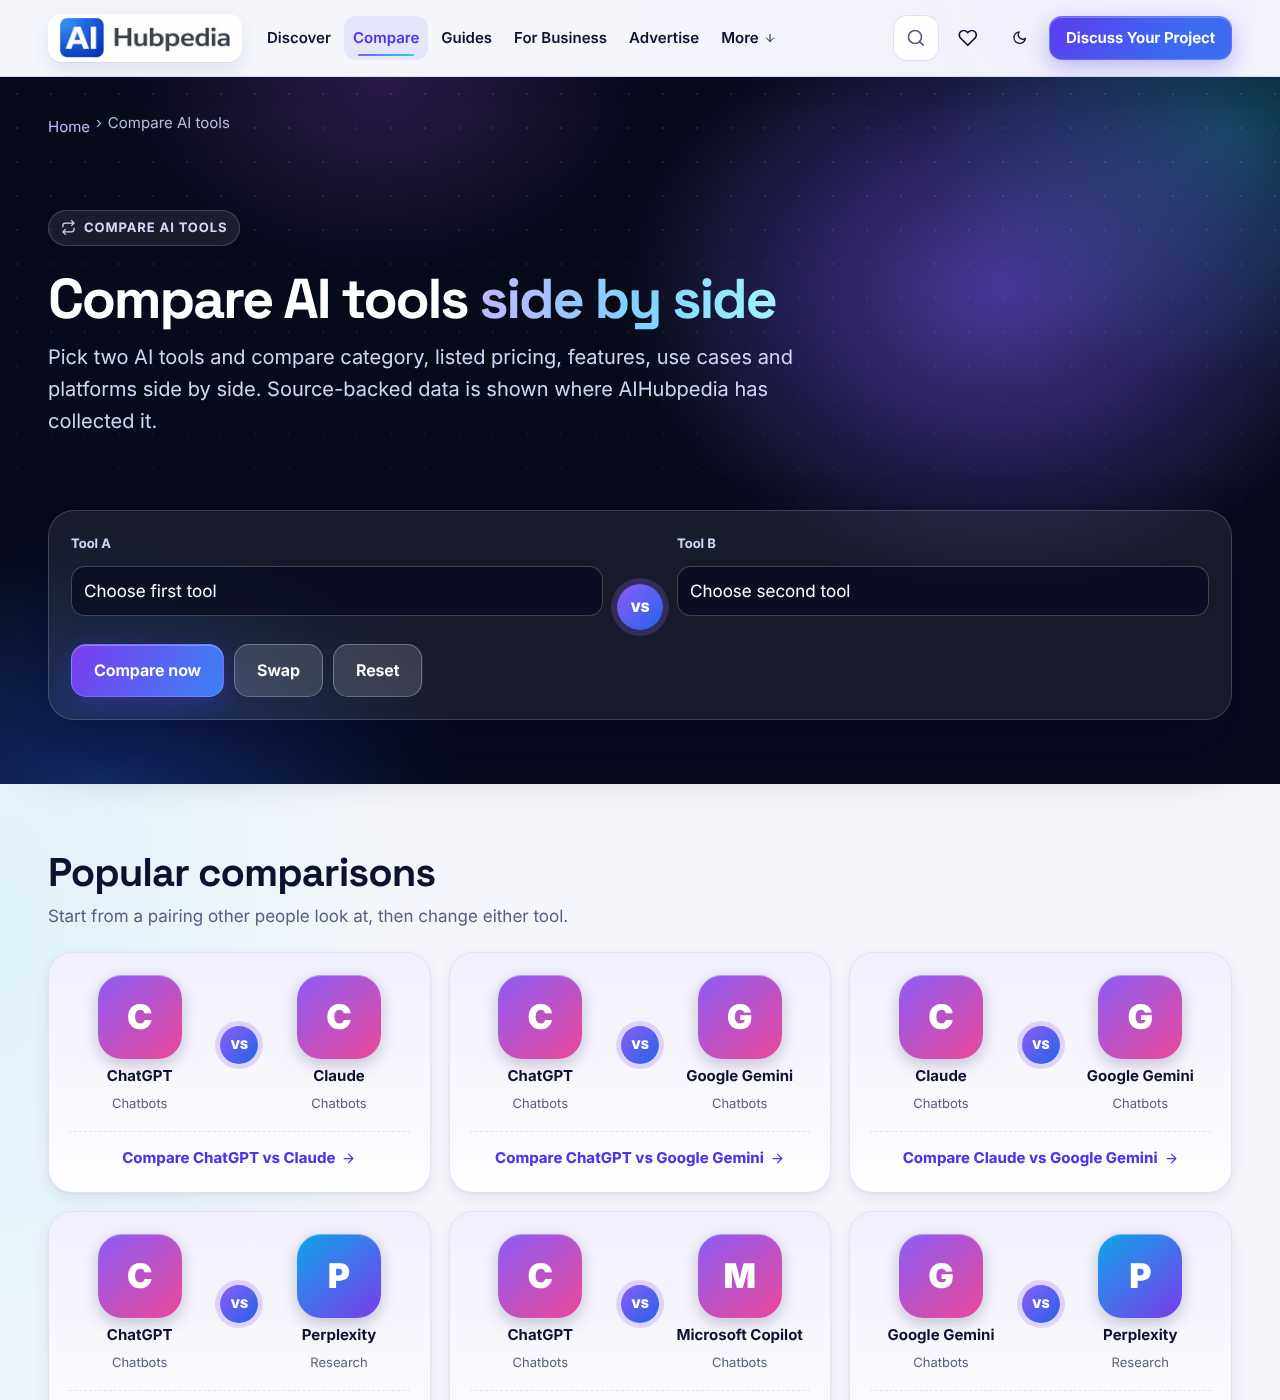 AI Hubpedia
Discover
Compare
Guides
For Business
Advertise
More
Discuss Your Project
Home › Compare AI tools
COMPARE AI TOOLS
Compare AI tools side by side
Pick two AI tools and compare category, listed pricing, features, use cases and
platforms side by side. Source-backed data is shown where AIHubpedia has
collected it.
Tool A
Choose first tool
VS
Tool B
Choose second tool
Compare now
Swap
Reset
Popular comparisons
Start from a pairing other people look at, then change either tool.
C
ChatGPT
Chatbots
VS
C
Claude
Chatbots
Compare ChatGPT vs Claude →
C
ChatGPT
Chatbots
VS
G
Google Gemini
Chatbots
Compare ChatGPT vs Google Gemini →
C
Claude
Chatbots
VS
G
Google Gemini
Chatbots
Compare Claude vs Google Gemini →
C
ChatGPT
Chatbots
VS
P
Perplexity
Research
C
ChatGPT
Chatbots
VS
M
Microsoft Copilot
Chatbots
G
Google Gemini
Chatbots
VS
P
Perplexity
Research